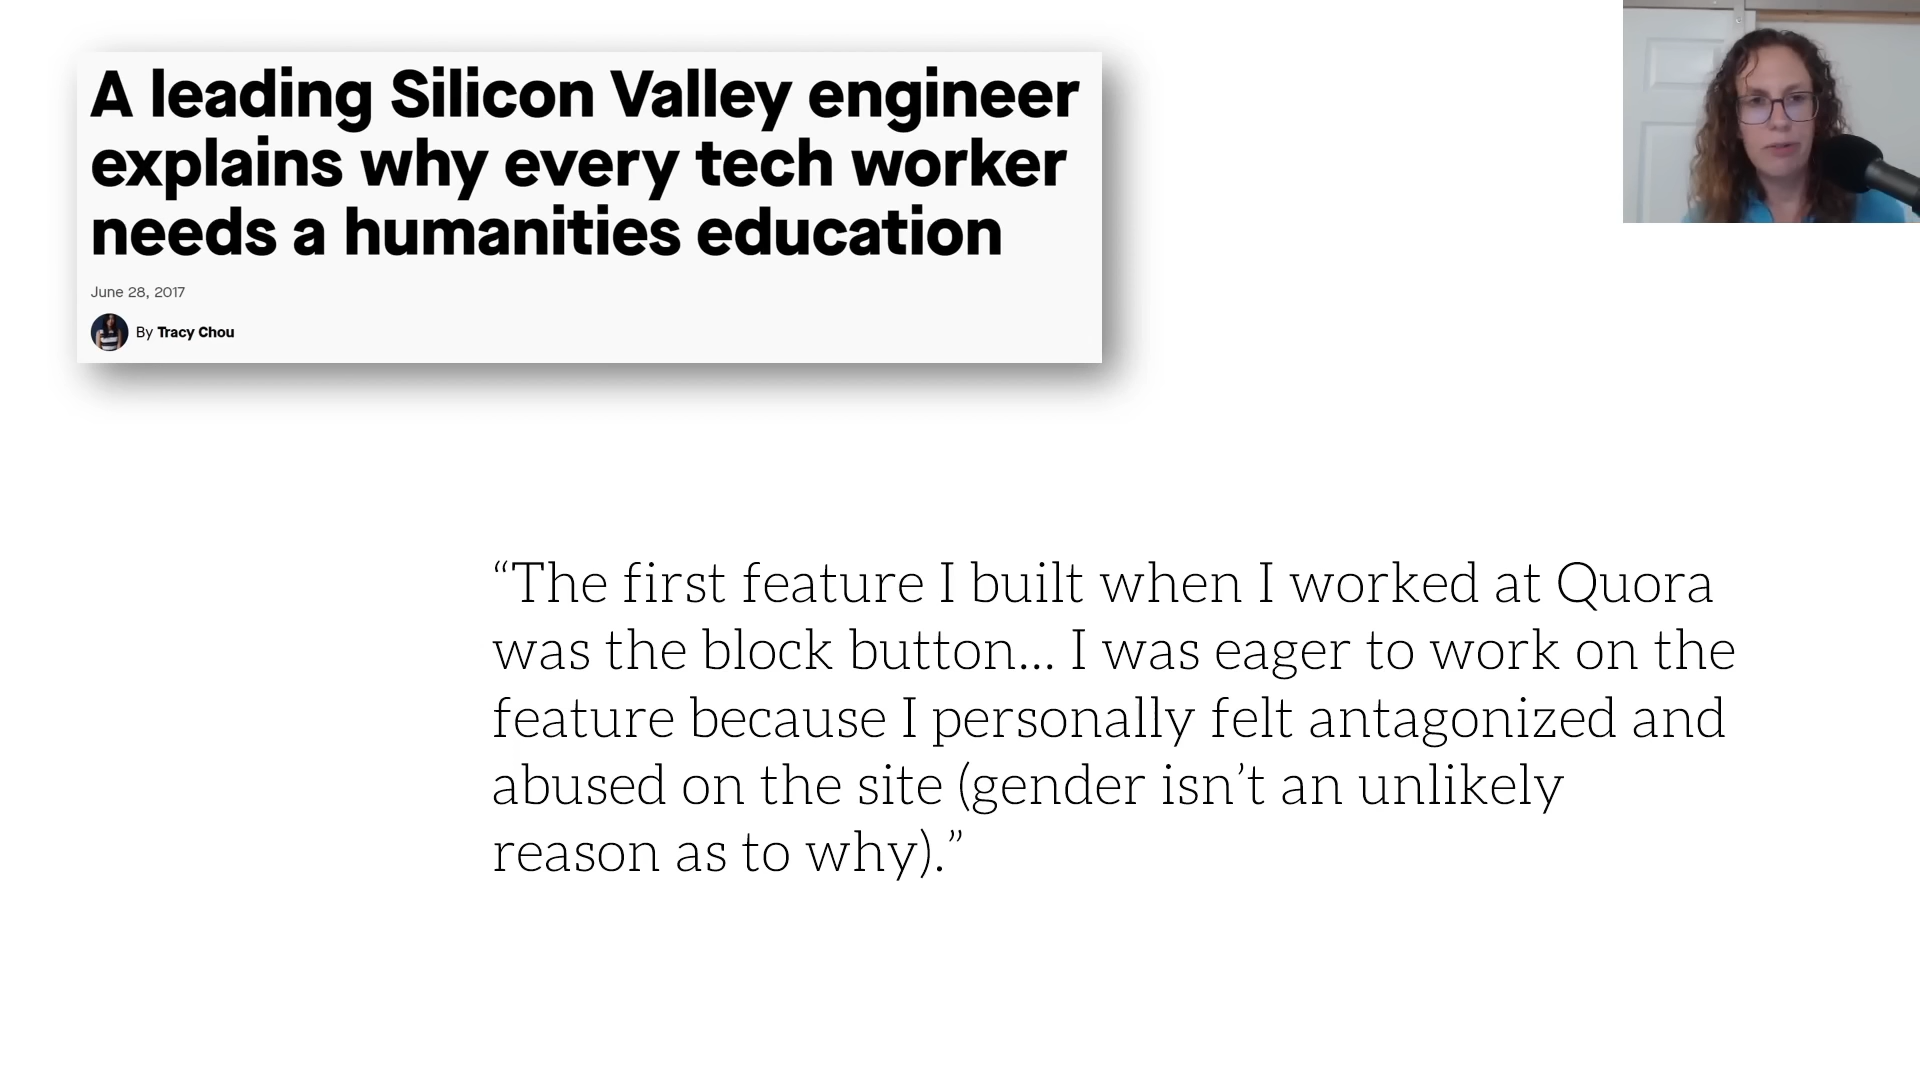 A leading Silicon Valley engineer
explains why every tech worker
needs a humanities education
June 28, 2017
By Tracy Chou
“The first feature I built when I worked at Quora
was the block button... I was eager to work on the
feature because I personally felt antagonized and
abused on the site (gender isn’t an unlikely
reason as to why).”